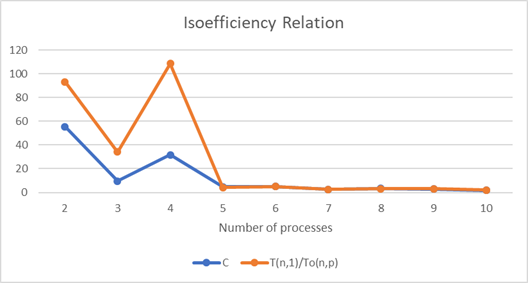 Isoefficiency Relation
120
100
80
60
40
20
0
2 3 4 5 6 7 8 9 10
Number of processes
C T(n,1)/To(n,p)